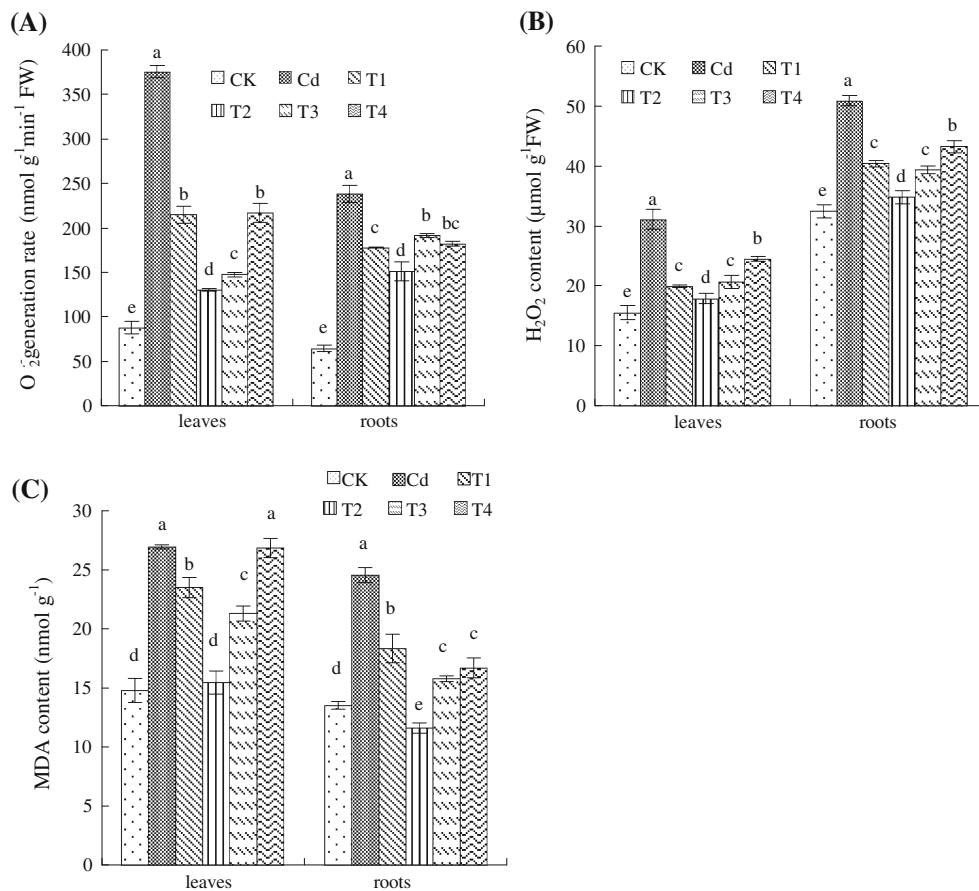 (A)
O2·- generation rate (nmol g-1min-1 FW)
400
350
300
250
200
150
100
50
0
CK Cd T1
T2 T3 T4
e a b d c b
e a c d b bc
leaves roots
(B)
H2O2 content (μmol g-1FW)
60
50
40
30
20
10
0
CK Cd T1
T2 T3 T4
e a c d c b
e a c d c b
leaves roots
(C)
MDA content (nmol g-1)
30
25
20
15
10
5
0
CK Cd T1
T2 T3 T4
d a b d c a
d a b e c c
leaves roots